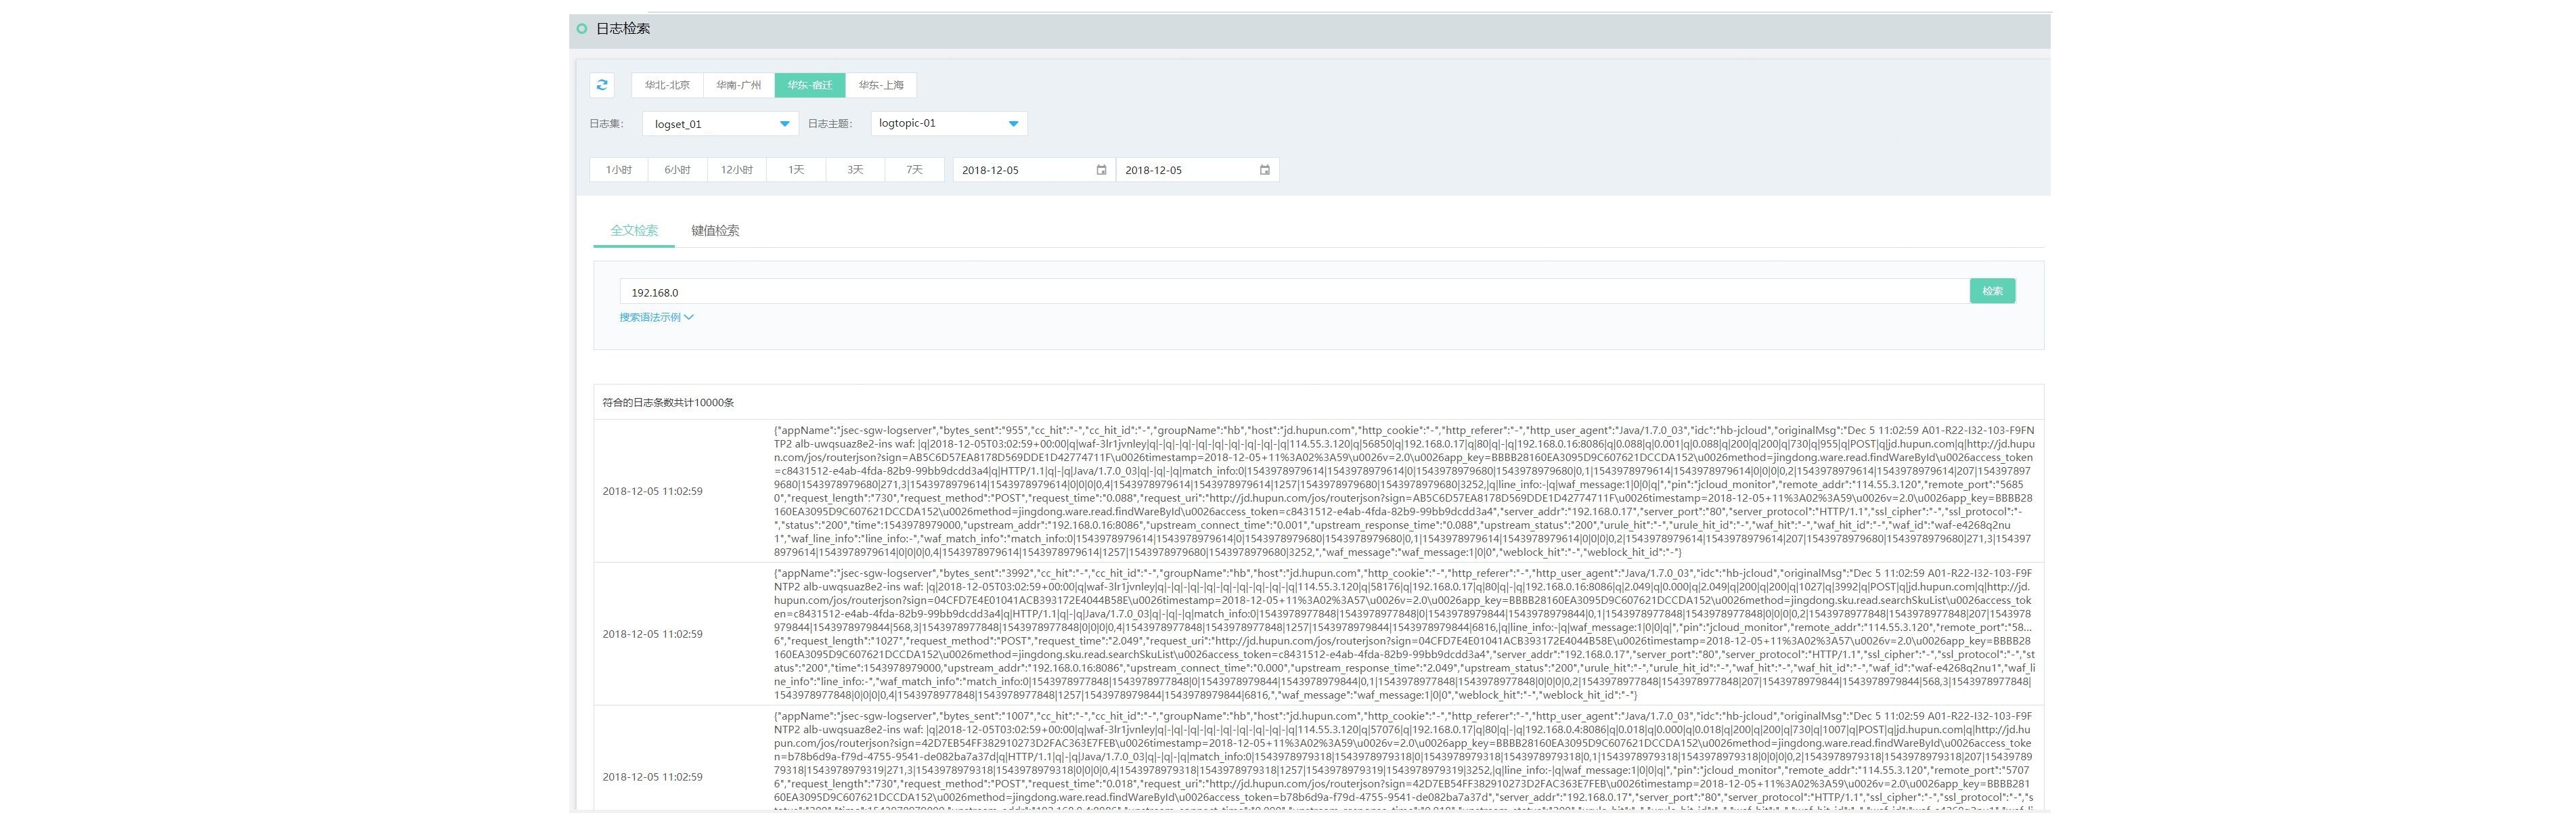 日志检索
华北-北京 华南-广州 华东-宿迁 华东-上海
日志集: logset_01 日志主题: logtopic-01
1小时 6小时 12小时 1天 3天 7天 2018-12-05 2018-12-05
全文检索 键值检索
192.168.0 检索
搜索语法示例
符合的日志条数共计10000条
{"appName":"jsec-sgw-logserver","bytes_sent":"955","cc_hit":"-","cc_hit_id":"-","groupName":"hb","host":"jd.hupun.com","http_cookie":"-","http_referer":"-","http_user_agent":"Java/1.7.0_03","idc":"hb-jcloud","originalMsg":"Dec 5 11:02:59 A01-R22-I32-103-F9FN
TP2 alb-uwqsuaz8e2-ins waf: |q|2018-12-05T03:02:59+00:00|q|waf-3lr1jvnley|q|-|q|-|q|-|q|-|q|-|q|-|q|-|q|-|q|114.55.3.120|q|56850|q|192.168.0.17|q|80|q|-|q|192.168.0.16:8086|q|0.088|q|0.001|q|0.088|q|200|q|200|q|730|q|955|q|POST|q|jd.hupun.com|q|http://jd.hupu
n.com/jos/routerjson?sign=AB5C6D57EA8178D569DDE1D42774711F\u0026timestamp=2018-12-05+11%3A02%3A59\u0026v=2.0\u0026app_key=BBBB28160EA3095D9C607621DCCDA152\u0026method=jingdong.ware.read.findWareById\u0026access_token
=c8431512-e4ab-4fda-82b9-99bb9dcdd3a4|q|HTTP/1.1|q|-|q|Java/1.7.0_03|q|-|q|-|q|match_info:0|1543978979614|1543978979614|0|1543978979680|1543978979680|0,1|1543978979614|1543978979614|0|0|0|0,2|1543978979614|1543978979614|207|154397897
9680|1543978979680|271,3|1543978979614|1543978979614|0|0|0|0,4|1543978979614|1543978979614|1257|1543978979680|1543978979680|3252,|q|line_info:-|q|waf_message:1|0|0|q|","pin":"jcloud_monitor","remote_addr":"114.55.3.120","remote_port":"5685
2018-12-05 11:02:59
0","request_length":"730","request_method":"POST","request_time":"0.088","request_uri":"http://jd.hupun.com/jos/routerjson?sign=AB5C6D57EA8178D569DDE1D42774711F\u0026timestamp=2018-12-05+11%3A02%3A59\u0026v=2.0\u0026app_key=BBBB28
160EA3095D9C607621DCCDA152\u0026method=jingdong.ware.read.findWareById\u0026access_token=c8431512-e4ab-4fda-82b9-99bb9dcdd3a4","server_addr":"192.168.0.17","server_port":"80","server_protocol":"HTTP/1.1","ssl_cipher":"-","ssl_protocol":"-
","status":"200","time":1543978979000,"upstream_addr":"192.168.0.16:8086","upstream_connect_time":"0.001","upstream_response_time":"0.088","upstream_status":"200","urule_hit":"-","urule_hit_id":"-","waf_hit":"-","waf_hit_id":"-","waf_id":"waf-e4268q2nu
1","waf_line_info":"line_info:-","waf_match_info":"match_info:0|1543978979614|1543978979614|0|1543978979680|1543978979680|0,1|1543978979614|1543978979614|0|0|0|0,2|1543978979614|1543978979614|207|1543978979680|1543978979680|271,3|154397
8979614|1543978979614|0|0|0|0,4|1543978979614|1543978979614|1257|1543978979680|1543978979680|3252,","waf_message":"waf_message:1|0|0","weblock_hit":"-","weblock_hit_id":"-"}
{"appName":"jsec-sgw-logserver","bytes_sent":"3992","cc_hit":"-","cc_hit_id":"-","groupName":"hb","host":"jd.hupun.com","http_cookie":"-","http_referer":"-","http_user_agent":"Java/1.7.0_03","idc":"hb-jcloud","originalMsg":"Dec 5 11:02:59 A01-R22-I32-103-F9F
NTP2 alb-uwqsuaz8e2-ins waf: |q|2018-12-05T03:02:59+00:00|q|waf-3lr1jvnley|q|-|q|-|q|-|q|-|q|-|q|-|q|-|q|-|q|114.55.3.120|q|58176|q|192.168.0.17|q|80|q|-|q|192.168.0.16:8086|q|2.049|q|0.000|q|2.049|q|200|q|200|q|1027|q|3992|q|POST|q|jd.hupun.com|q|http://jd.
hupun.com/jos/routerjson?sign=04CFD7E4E01041ACB393172E4044B58E\u0026timestamp=2018-12-05+11%3A02%3A57\u0026v=2.0\u0026app_key=BBBB28160EA3095D9C607621DCCDA152\u0026method=jingdong.sku.read.searchSkuList\u0026access_tok
en=c8431512-e4ab-4fda-82b9-99bb9dcdd3a4|q|HTTP/1.1|q|-|q|Java/1.7.0_03|q|-|q|-|q|match_info:0|1543978977848|1543978977848|0|1543978979844|1543978979844|0,1|1543978977848|1543978977848|0|0|0|0,2|1543978977848|1543978977848|207|1543978
979844|1543978979844|568,3|1543978977848|1543978977848|0|0|0|0,4|1543978977848|1543978977848|1257|1543978979844|1543978979844|6816,|q|line_info:-|q|waf_message:1|0|0|q|","pin":"jcloud_monitor","remote_addr":"114.55.3.120","remote_port":"58...
2018-12-05 11:02:59
6","request_length":"1027","request_method":"POST","request_time":"2.049","request_uri":"http://jd.hupun.com/jos/routerjson?sign=04CFD7E4E01041ACB393172E4044B58E\u0026timestamp=2018-12-05+11%3A02%3A57\u0026v=2.0\u0026app_key=BBBB28
160EA3095D9C607621DCCDA152\u0026method=jingdong.sku.read.searchSkuList\u0026access_token=c8431512-e4ab-4fda-82b9-99bb9dcdd3a4","server_addr":"192.168.0.17","server_port":"80","server_protocol":"HTTP/1.1","ssl_cipher":"-","ssl_protocol":"-","st
atus":"200","time":1543978979000,"upstream_addr":"192.168.0.16:8086","upstream_connect_time":"0.000","upstream_response_time":"2.049","upstream_status":"200","urule_hit":"-","urule_hit_id":"-","waf_hit":"-","waf_hit_id":"-","waf_id":"waf-e4268q2nu1","waf_li
ne_info":"line_info:-","waf_match_info":"match_info:0|1543978977848|1543978977848|0|1543978979844|1543978979844|0,1|1543978977848|1543978977848|0|0|0|0,2|1543978977848|1543978977848|207|1543978979844|1543978979844|568,3|1543978977848|
1543978977848|0|0|0|0,4|1543978977848|1543978977848|1257|1543978979844|1543978979844|6816,","waf_message":"waf_message:1|0|0","weblock_hit":"-","weblock_hit_id":"-"}
{"appName":"jsec-sgw-logserver","bytes_sent":"1007","cc_hit":"-","cc_hit_id":"-","groupName":"hb","host":"jd.hupun.com","http_cookie":"-","http_referer":"-","http_user_agent":"Java/1.7.0_03","idc":"hb-jcloud","originalMsg":"Dec 5 11:02:59 A01-R22-I32-103-F9F
NTP2 alb-uwqsuaz8e2-ins waf: |q|2018-12-05T03:02:59+00:00|q|waf-3lr1jvnley|q|-|q|-|q|-|q|-|q|-|q|-|q|-|q|-|q|114.55.3.120|q|57076|q|192.168.0.17|q|80|q|-|q|192.168.0.4:8086|q|0.018|q|0.000|q|0.018|q|200|q|200|q|730|q|1007|q|POST|q|jd.hupun.com|q|http://jd.hu
pun.com/jos/routerjson?sign=42D7EB54FF382910273D2FAC363E7FEB\u0026timestamp=2018-12-05+11%3A02%3A59\u0026v=2.0\u0026app_key=BBBB28160EA3095D9C607621DCCDA152\u0026method=jingdong.ware.read.findWareById\u0026access_toke
n=b78b6d9a-f79d-4755-9541-de082ba7a37d|q|HTTP/1.1|q|-|q|Java/1.7.0_03|q|-|q|-|q|match_info:0|1543978979318|1543978979318|0|1543978979318|1543978979318|0,1|1543978979318|1543978979318|0|0|0|0,2|1543978979318|1543978979318|207|15439789
79318|1543978979319|271,3|1543978979318|1543978979318|0|0|0|0,4|1543978979318|1543978979318|1257|1543978979319|1543978979319|3252,|q|line_info:-|q|waf_message:1|0|0|q|","pin":"jcloud_monitor","remote_addr":"114.55.3.120","remote_port":"5707
2018-12-05 11:02:59
6","request_length":"730","request_method":"POST","request_time":"0.018","request_uri":"http://jd.hupun.com/jos/routerjson?sign=42D7EB54FF382910273D2FAC363E7FEB\u0026timestamp=2018-12-05+11%3A02%3A59\u0026v=2.0\u0026app_key=BBBB281
60EA3095D9C607621DCCDA152\u0026method=jingdong.ware.read.findWareById\u0026access_token=b78b6d9a-f79d-4755-9541-de082ba7a37d","server_addr":"192.168.0.17","server_port":"80","server_protocol":"HTTP/1.1","ssl_cipher":"-","ssl_protocol":"-","s